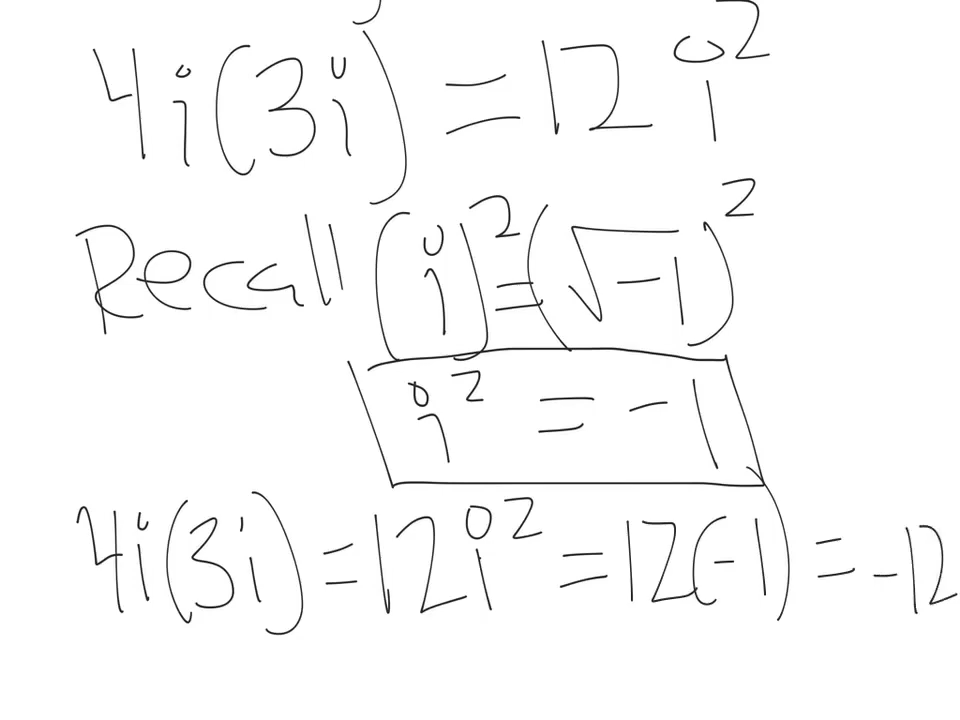 4i(3i) = 12i²
Recall (i)² = (√-1)²
i² = -1
4i(3i) = 12i² = 12(-1) = -12